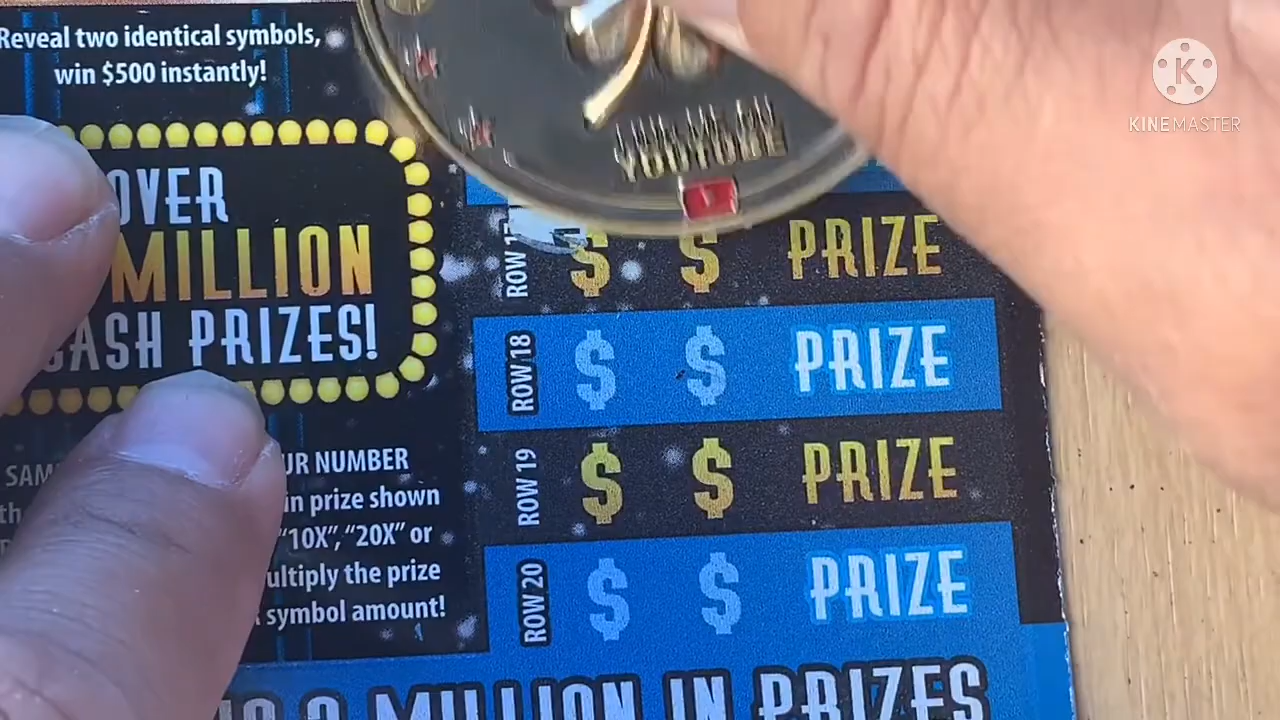 Reveal two identical symbols,
win $500 instantly!
OVER
MILLION
CASH PRIZES!
UR NUMBER
in prize shown
"10X", "20X" or
ultiply the prize
symbol amount!
YOUTUBE
ROW 17 $ $ PRIZE
ROW 18 $ $ PRIZE
ROW 19 $ $ PRIZE
ROW 20 $ $ PRIZE
MILLION IN PRIZES
K
KINEMASTER